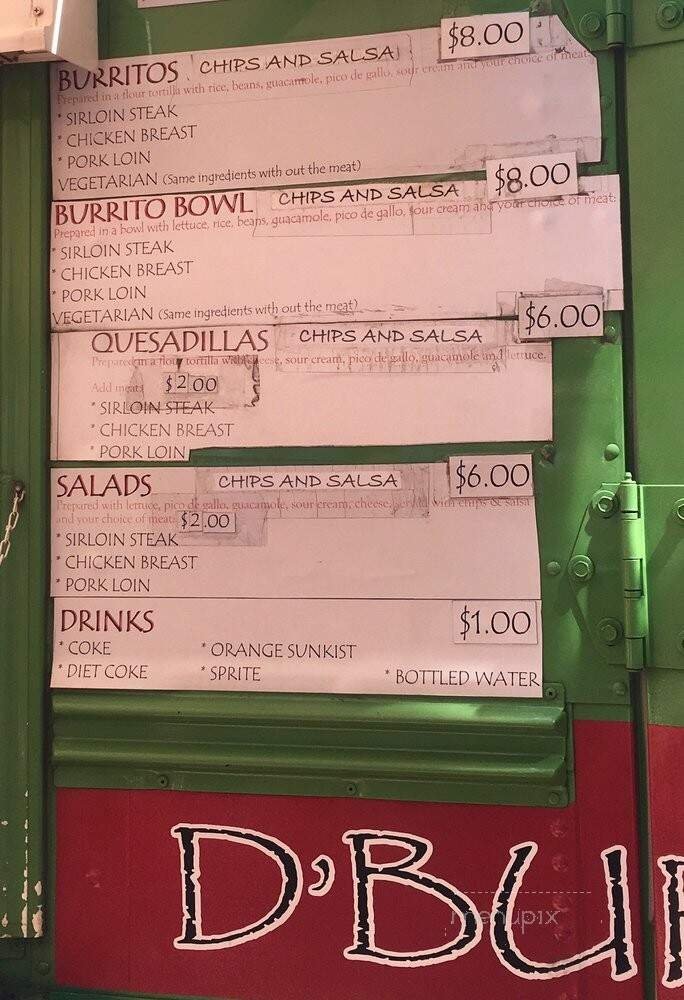 BURRITOS CHIPS AND SALSA $8.00
Prepared in a flour tortilla with rice, beans, guacamole, pico de gallo, sour cream and your choice of meat:
* SIRLOIN STEAK
* CHICKEN BREAST
* PORK LOIN
VEGETARIAN (Same ingredients with out the meat)
BURRITO BOWL CHIPS AND SALSA $8.00
Prepared in a bowl with lettuce, rice, beans, guacamole, pico de gallo, sour cream and your choice of meat:
* SIRLOIN STEAK
* CHICKEN BREAST
* PORK LOIN
VEGETARIAN (Same ingredients with out the meat)
QUESADILLAS CHIPS AND SALSA $6.00
Prepared in a flour tortilla with cheese, sour cream, pico de gallo, guacamole and lettuce.
Add meats $2.00
* SIRLOIN STEAK
* CHICKEN BREAST
* PORK LOIN
SALADS CHIPS AND SALSA $6.00
Prepared with lettuce, pico de gallo, guacamole, sour cream, cheese, served with chips & salsa
and your choice of meat: $2.00
* SIRLOIN STEAK
* CHICKEN BREAST
* PORK LOIN
DRINKS $1.00
* COKE * ORANGE SUNKIST
* DIET COKE * SPRITE * BOTTLED WATER
D'BU
menupix